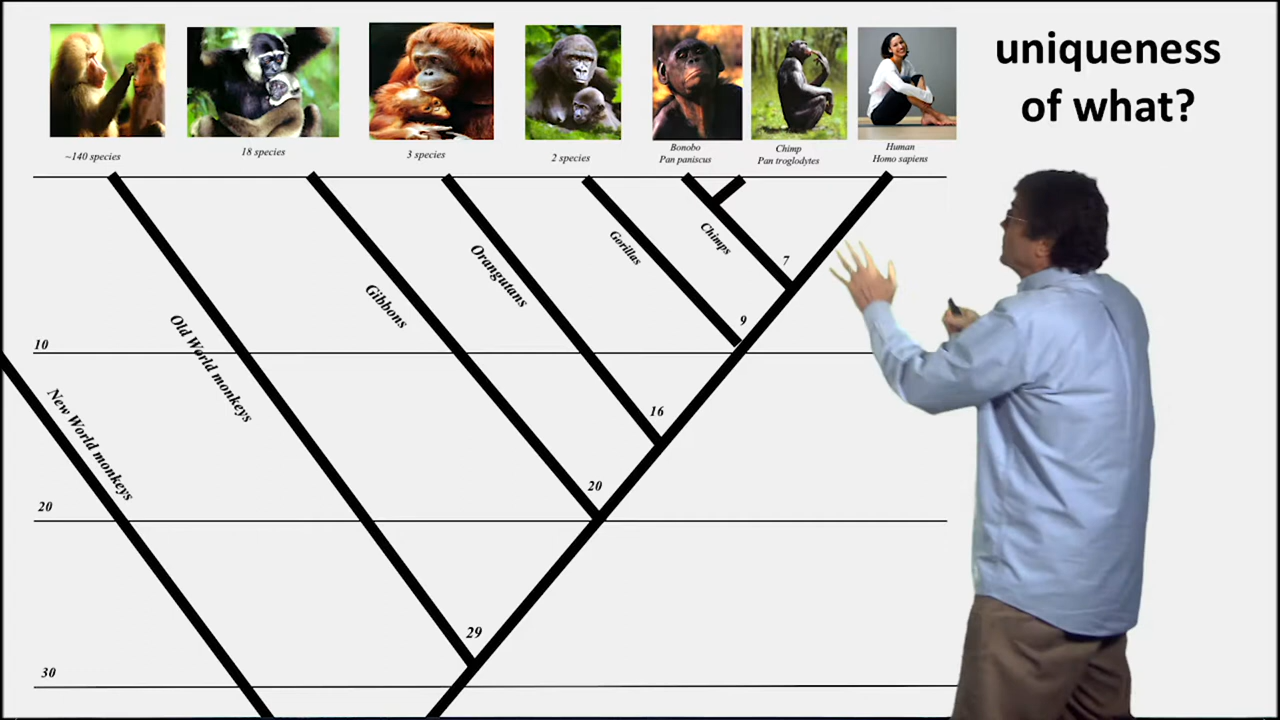 uniqueness
of what?
~140 species
18 species
3 species
2 species
Bonobo
Pan paniscus
Chimp
Pan troglodytes
Human
Homo sapiens
Chimps
Gorillas
Orangutans
Gibbons
Old World monkeys
New World monkeys
7
9
10
16
20
20
29
30